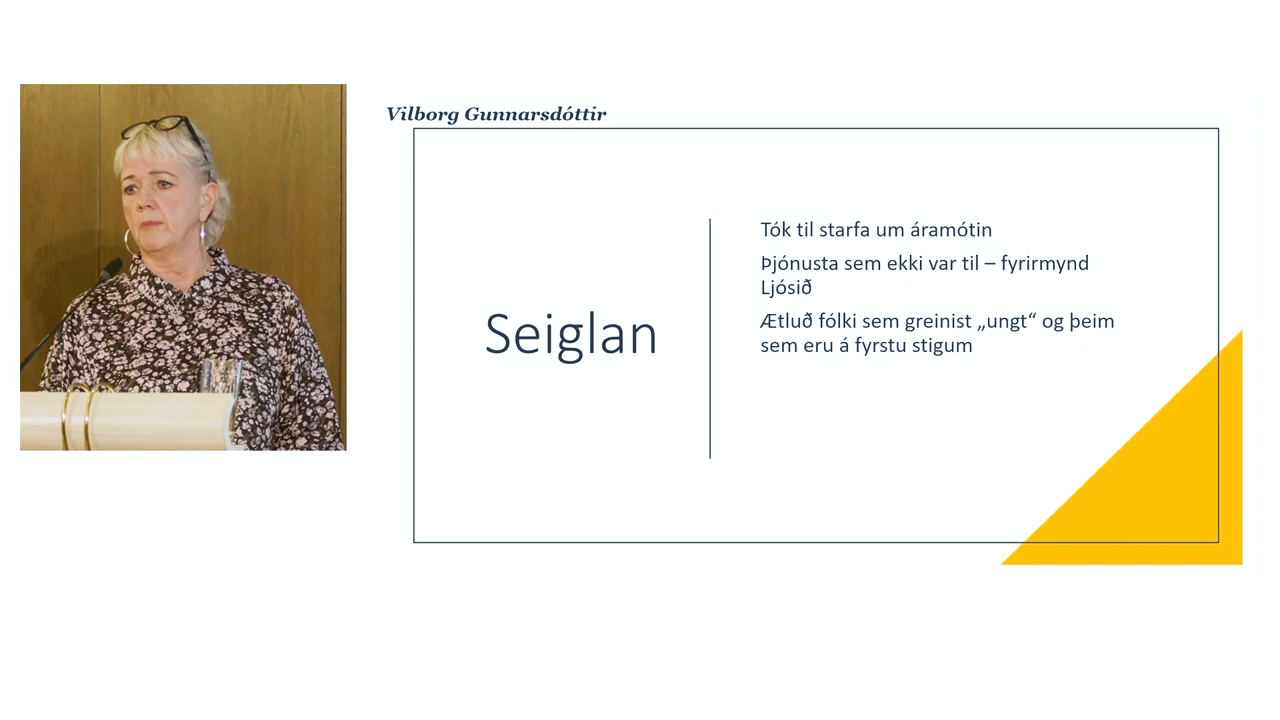 Vilborg Gunnarsdóttir
Seiglan
Tók til starfa um áramótin
Þjónusta sem ekki var til – fyrirmynd
Ljósið
Ætluð fólki sem greinist „ungt“ og þeim
sem eru á fyrstu stigum